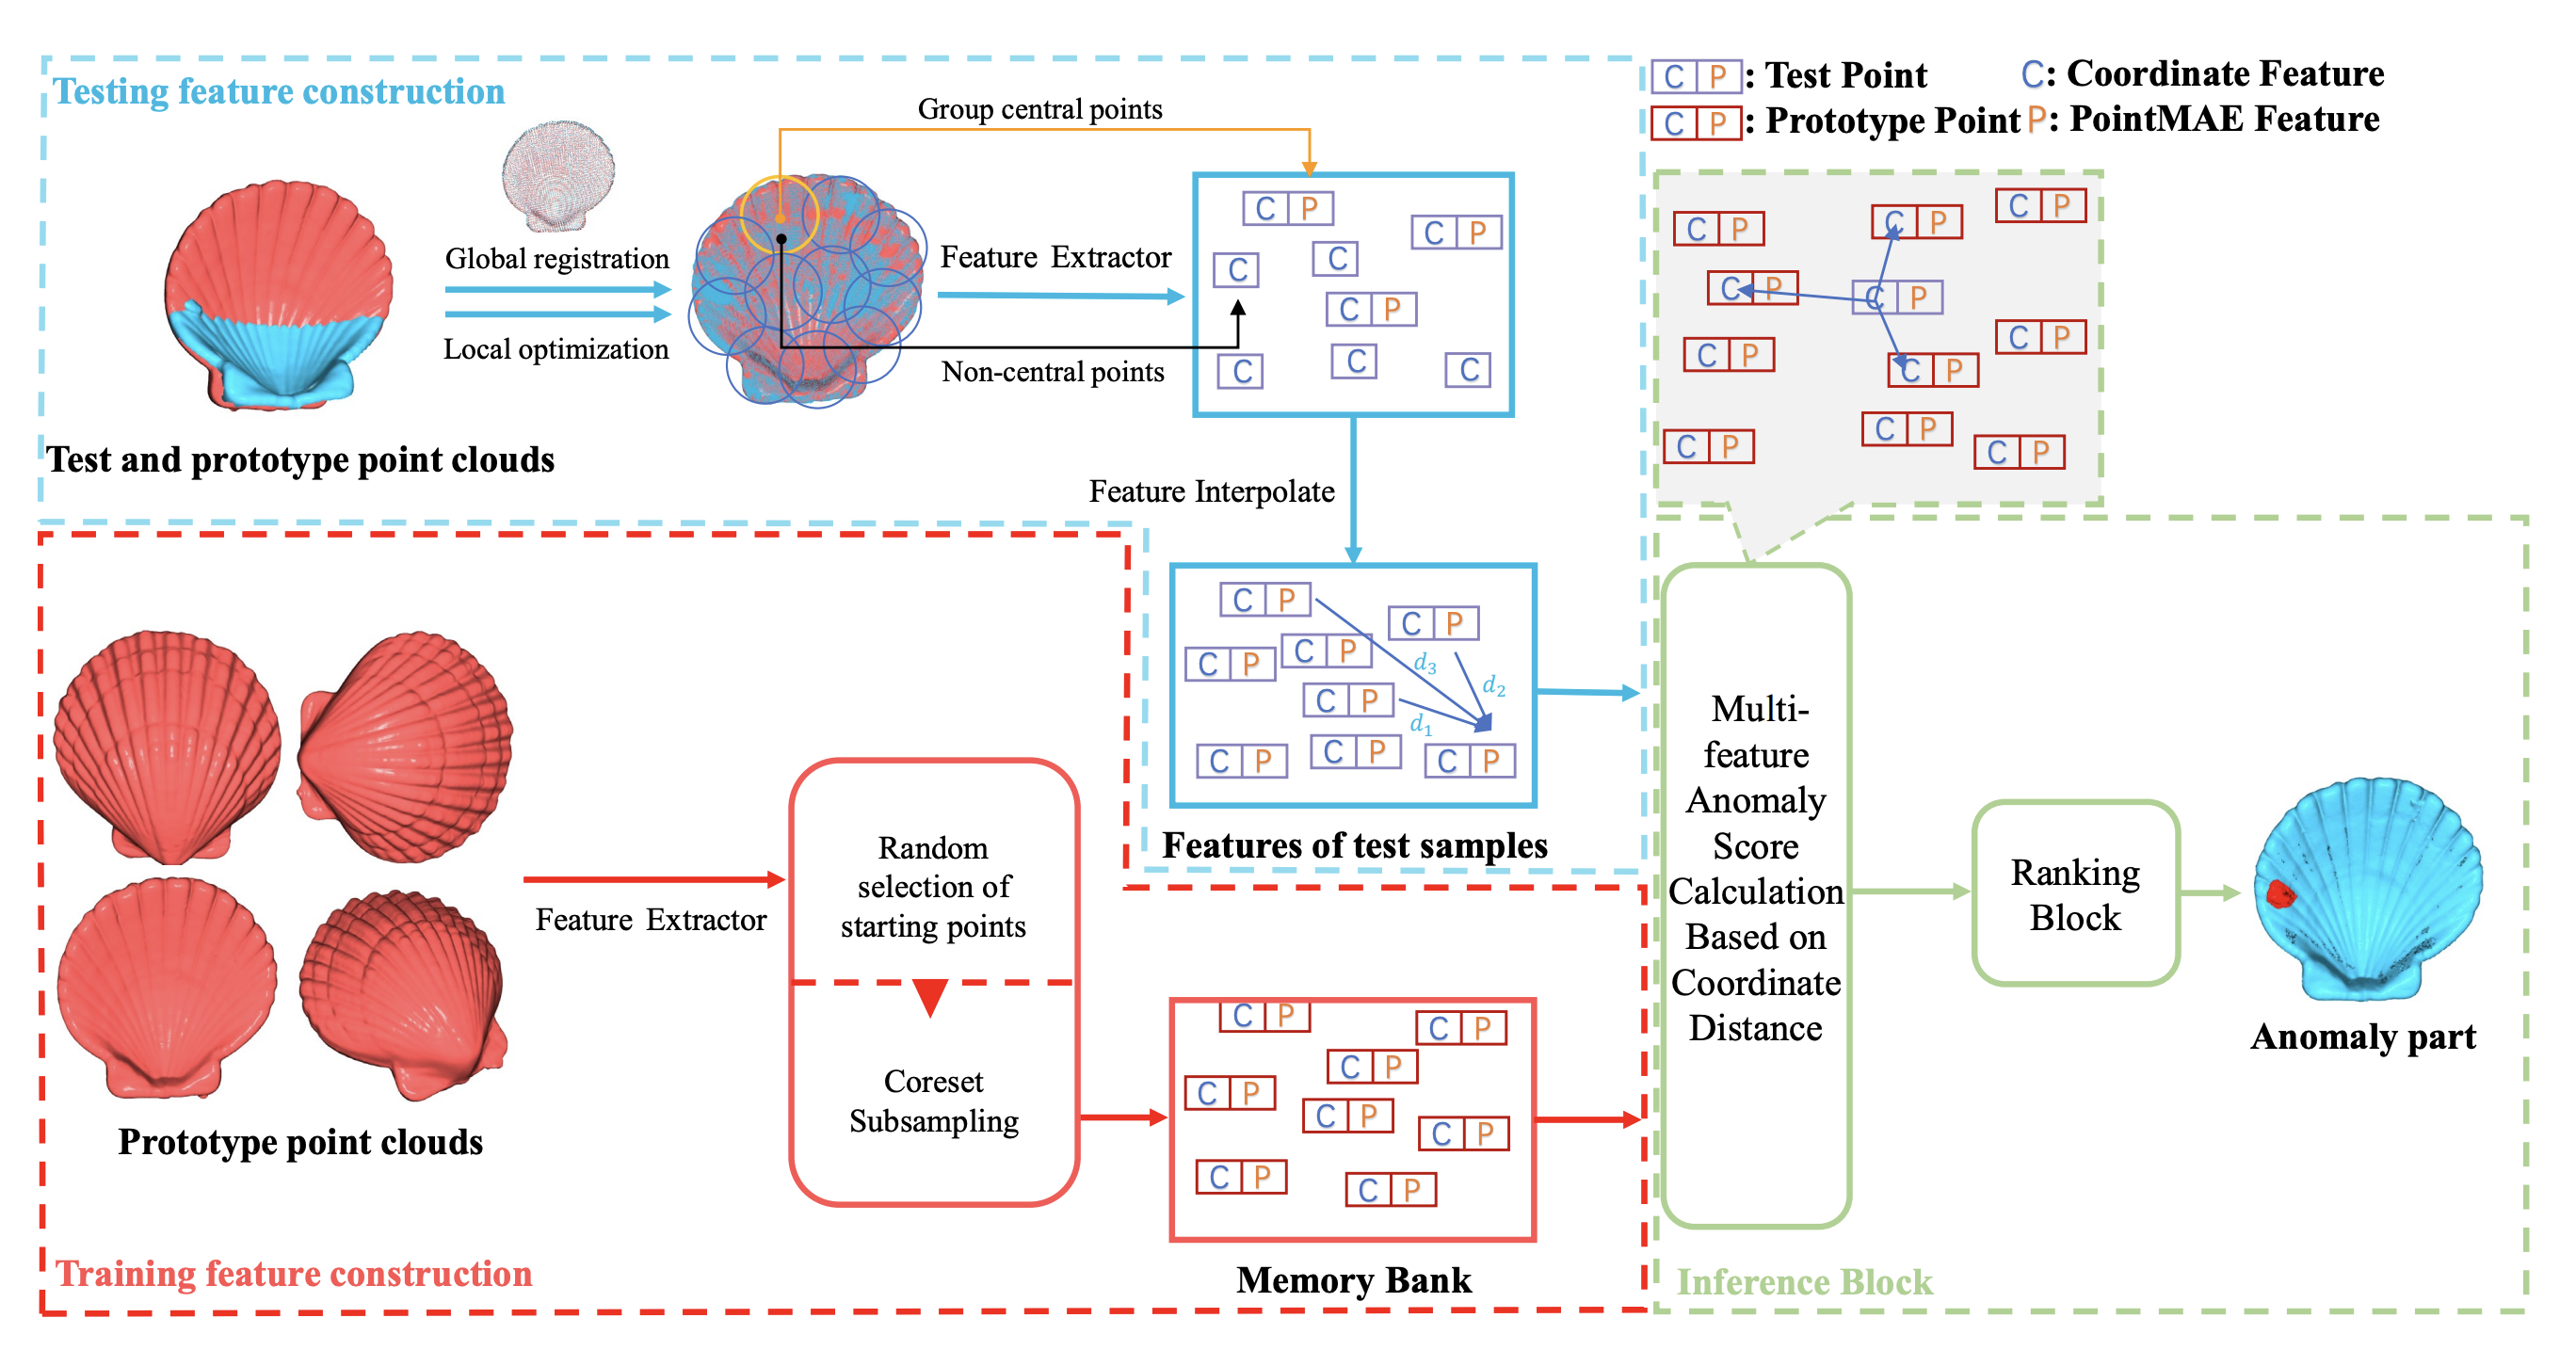 Testing feature construction
Group central points
Global registration
Local optimization
Feature Extractor
Non-central points
C P
C P
C
C
C P
C
C
C
Test and prototype point clouds
Feature Interpolate
C P
C P
C P
C P
C P
C P
C P
C P
d3
d2
d1
Features of test samples
C P : Test Point
C: Coordinate Feature
C P : Prototype Point
P: PointMAE Feature
C P
C P
C P
C P
C P
C P
C P
C P
C P
C P
C P
Prototype point clouds
Feature Extractor
Random
selection of
starting points
Coreset
Subsampling
C P
C P
C P
C P
C P
C P
C P
C P
Memory Bank
Training feature construction
Multi-
feature
Anomaly
Score
Calculation
Based on
Coordinate
Distance
Ranking
Block
Anomaly part
Inference Block